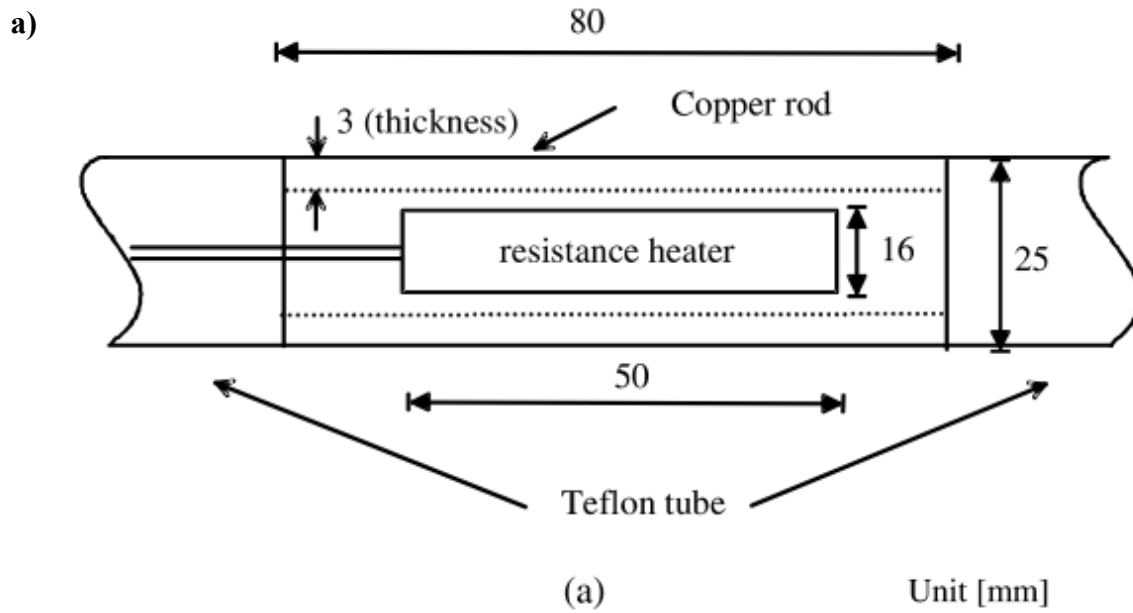 a)
80
3 (thickness)
Copper rod
resistance heater
16
25
50
Teflon tube
(a)
Unit [mm]